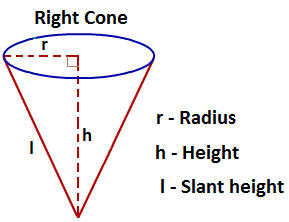 Right Cone
r
l
h
r - Radius
h - Height
l - Slant height